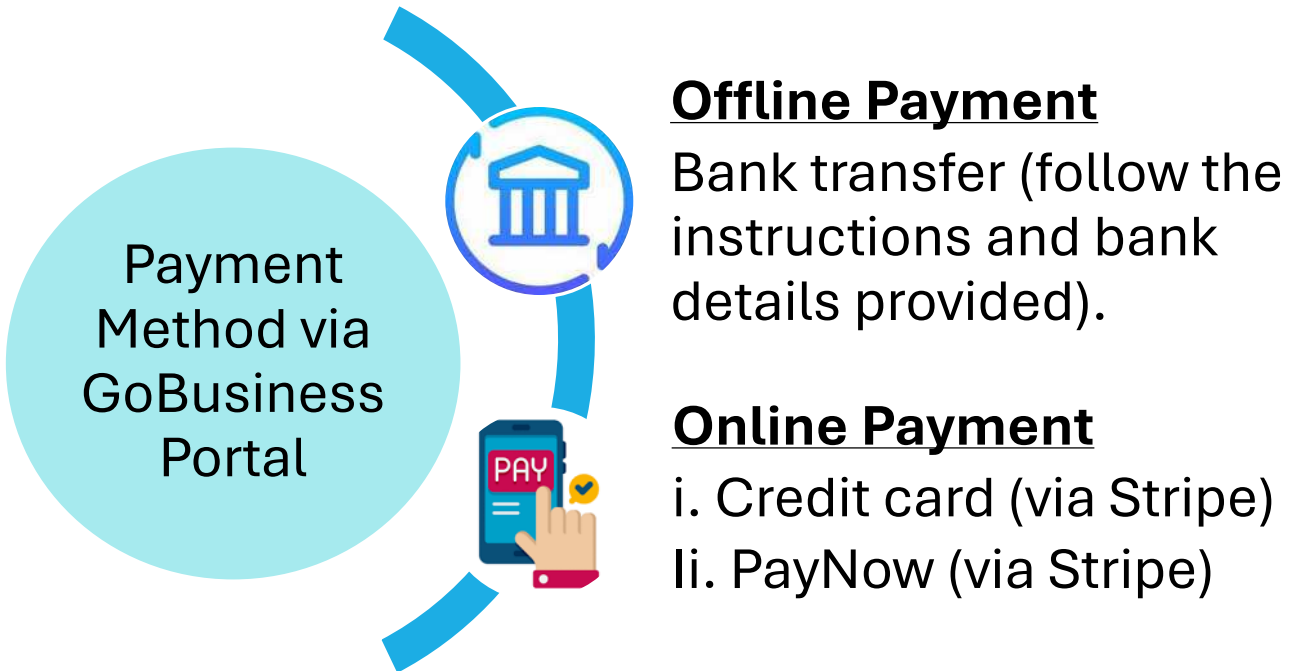 Payment
Method via
GoBusiness
Portal
Offline Payment
Bank transfer (follow the
instructions and bank
details provided).
PAY
Online Payment
i. Credit card (via Stripe)
Ii. PayNow (via Stripe)